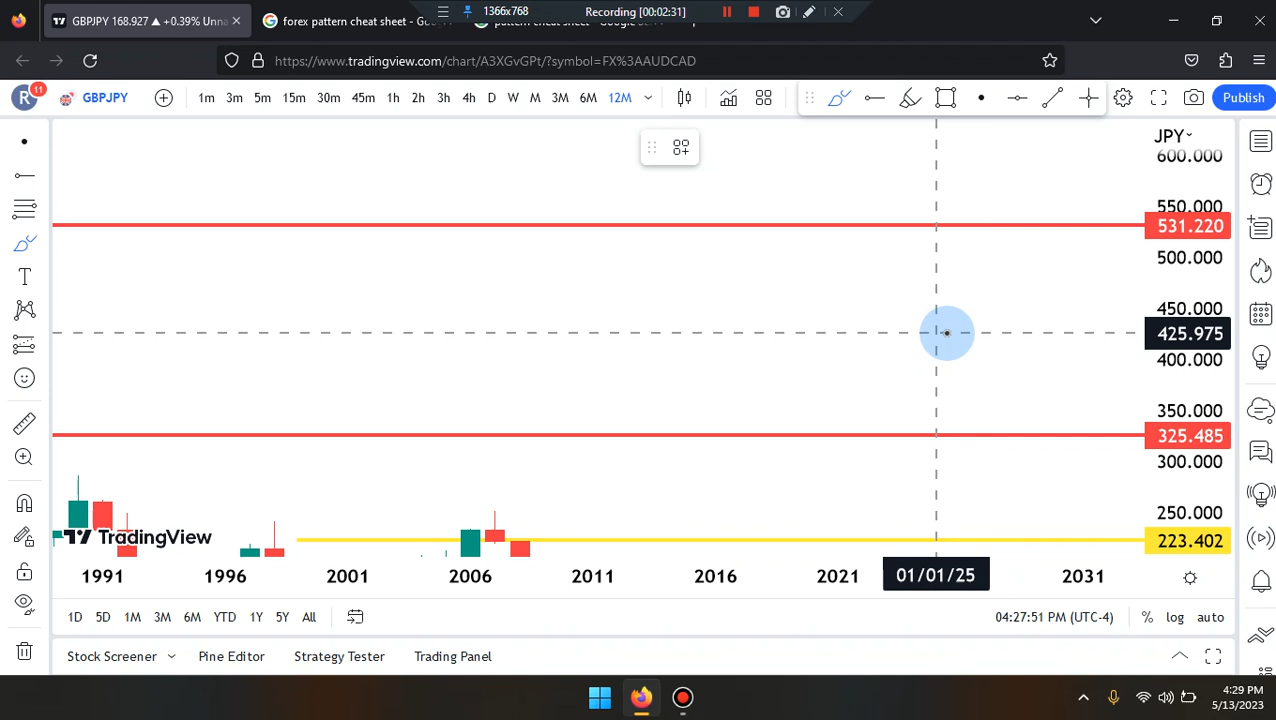 1366x768
Recording [00:02:31]
GBPJPY 168.927 ▲ +0.39% Unna
forex pattern cheat sheet - Go
https://www.tradingview.com/chart/A3XGvGPt/?symbol=FX%3AAUDCAD
R 11 GBPJPY 1m 3m 5m 15m 30m 45m 1h 2h 3h 4h D W M 3M 6M 12M Publish
JPY
600.000
550.000
531.220
500.000
450.000
425.975
400.000
350.000
325.485
300.000
250.000
TradingView 223.402
1991 1996 2001 2006 2011 2016 2021 01/01/25 2031
1D 5D 1M 3M 6M YTD 1Y 5Y All 04:27:51 PM (UTC-4) % log auto
Stock Screener Pine Editor Strategy Tester Trading Panel
4:29 PM
5/13/2023